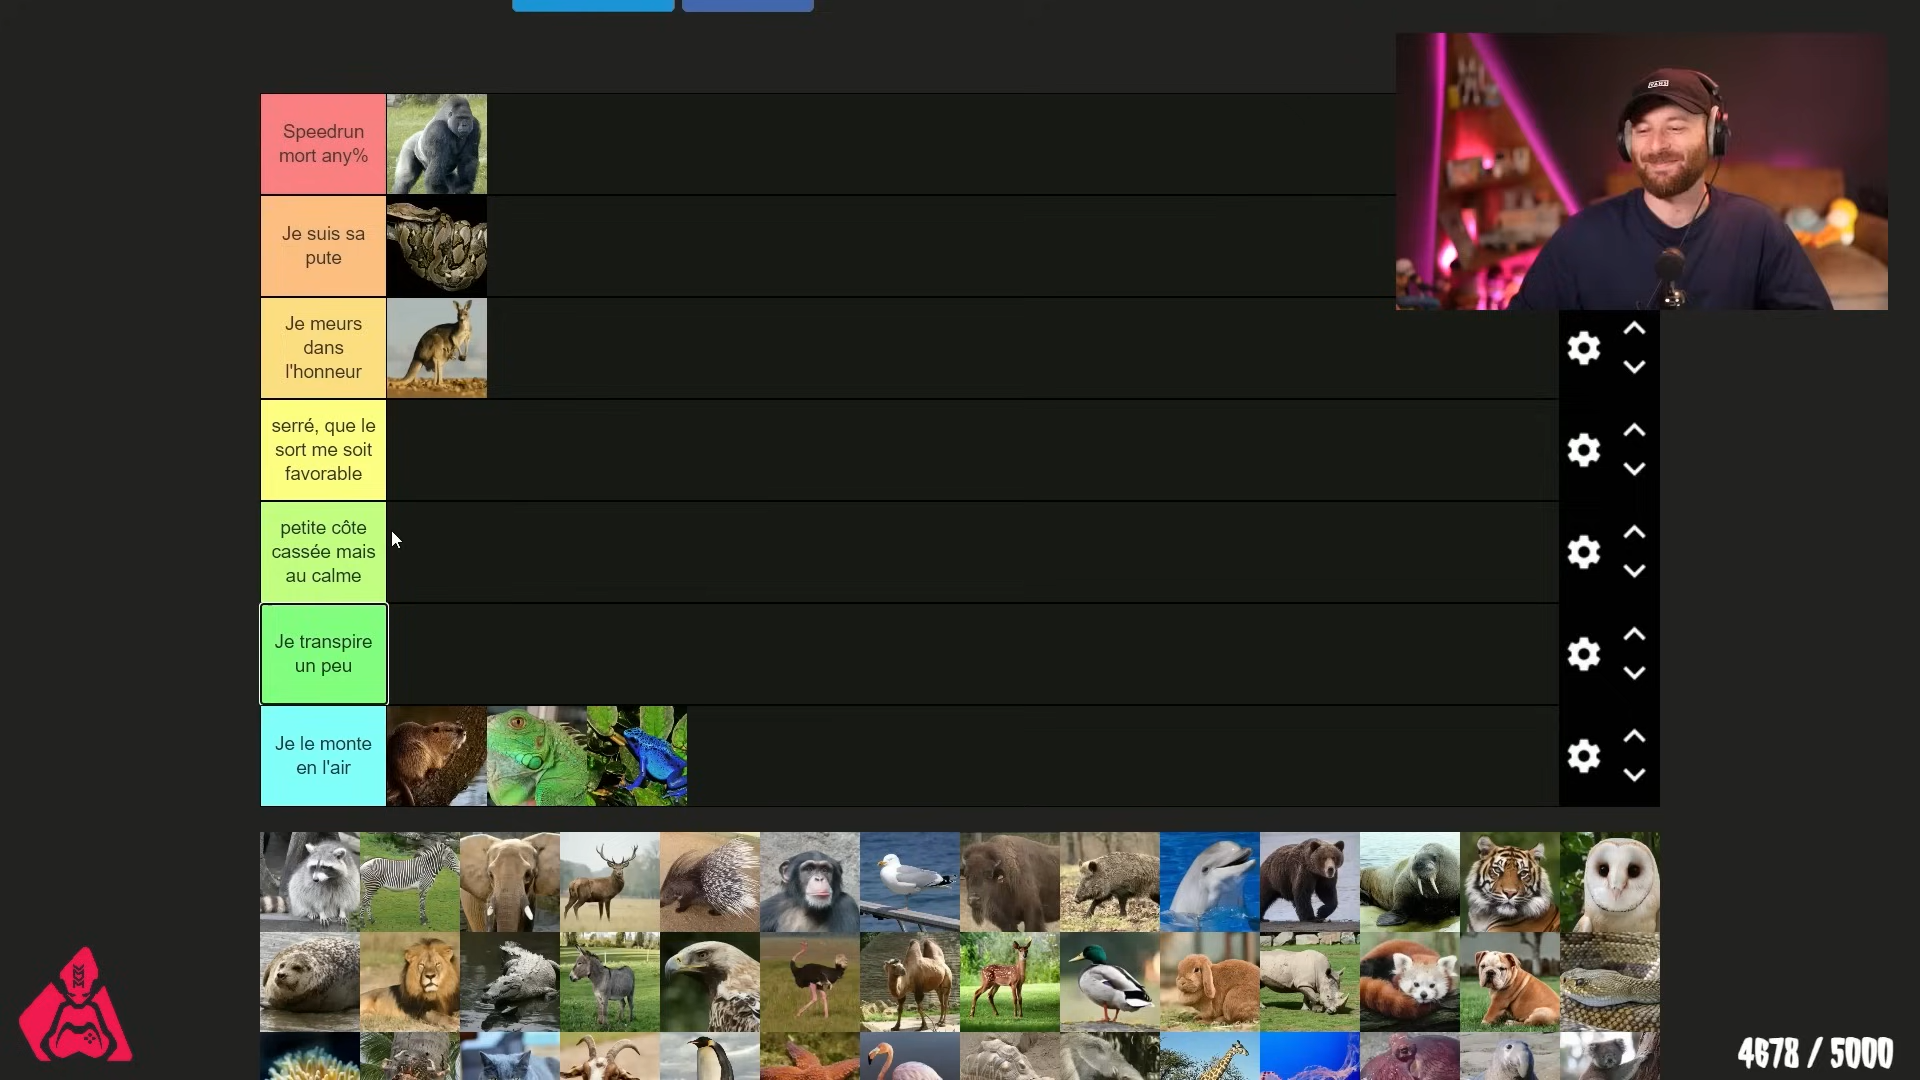 Speedrun
mort any%
Je suis sa
pute
Je meurs
dans
l'honneur
serré, que le
sort me soit
favorable
petite côte
cassée mais
au calme
Je transpire
un peu
Je le monte
en l'air
VANS
4678 / 5000